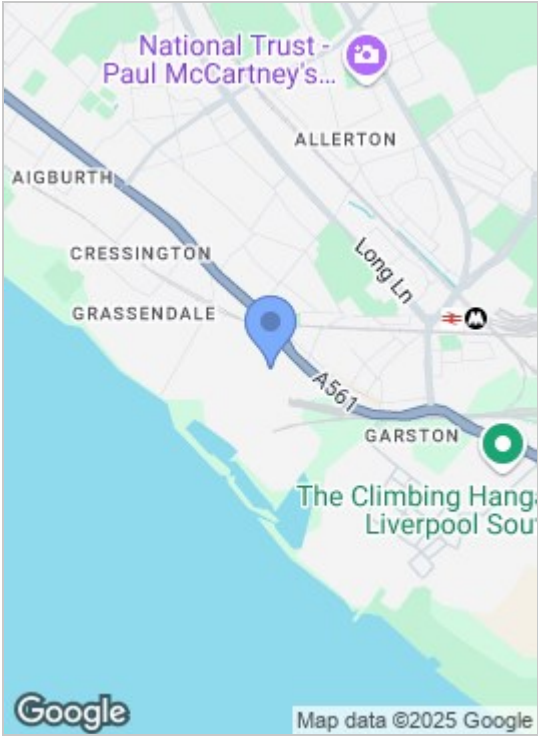 National Trust -
Paul McCartney's...
ALLERTON
AIGBURTH
CRESSINGTON
Long Ln
GRASSENDALE
A561
GARSTON
The Climbing Hanga
Liverpool Sou
Google
Map data ©2025 Google